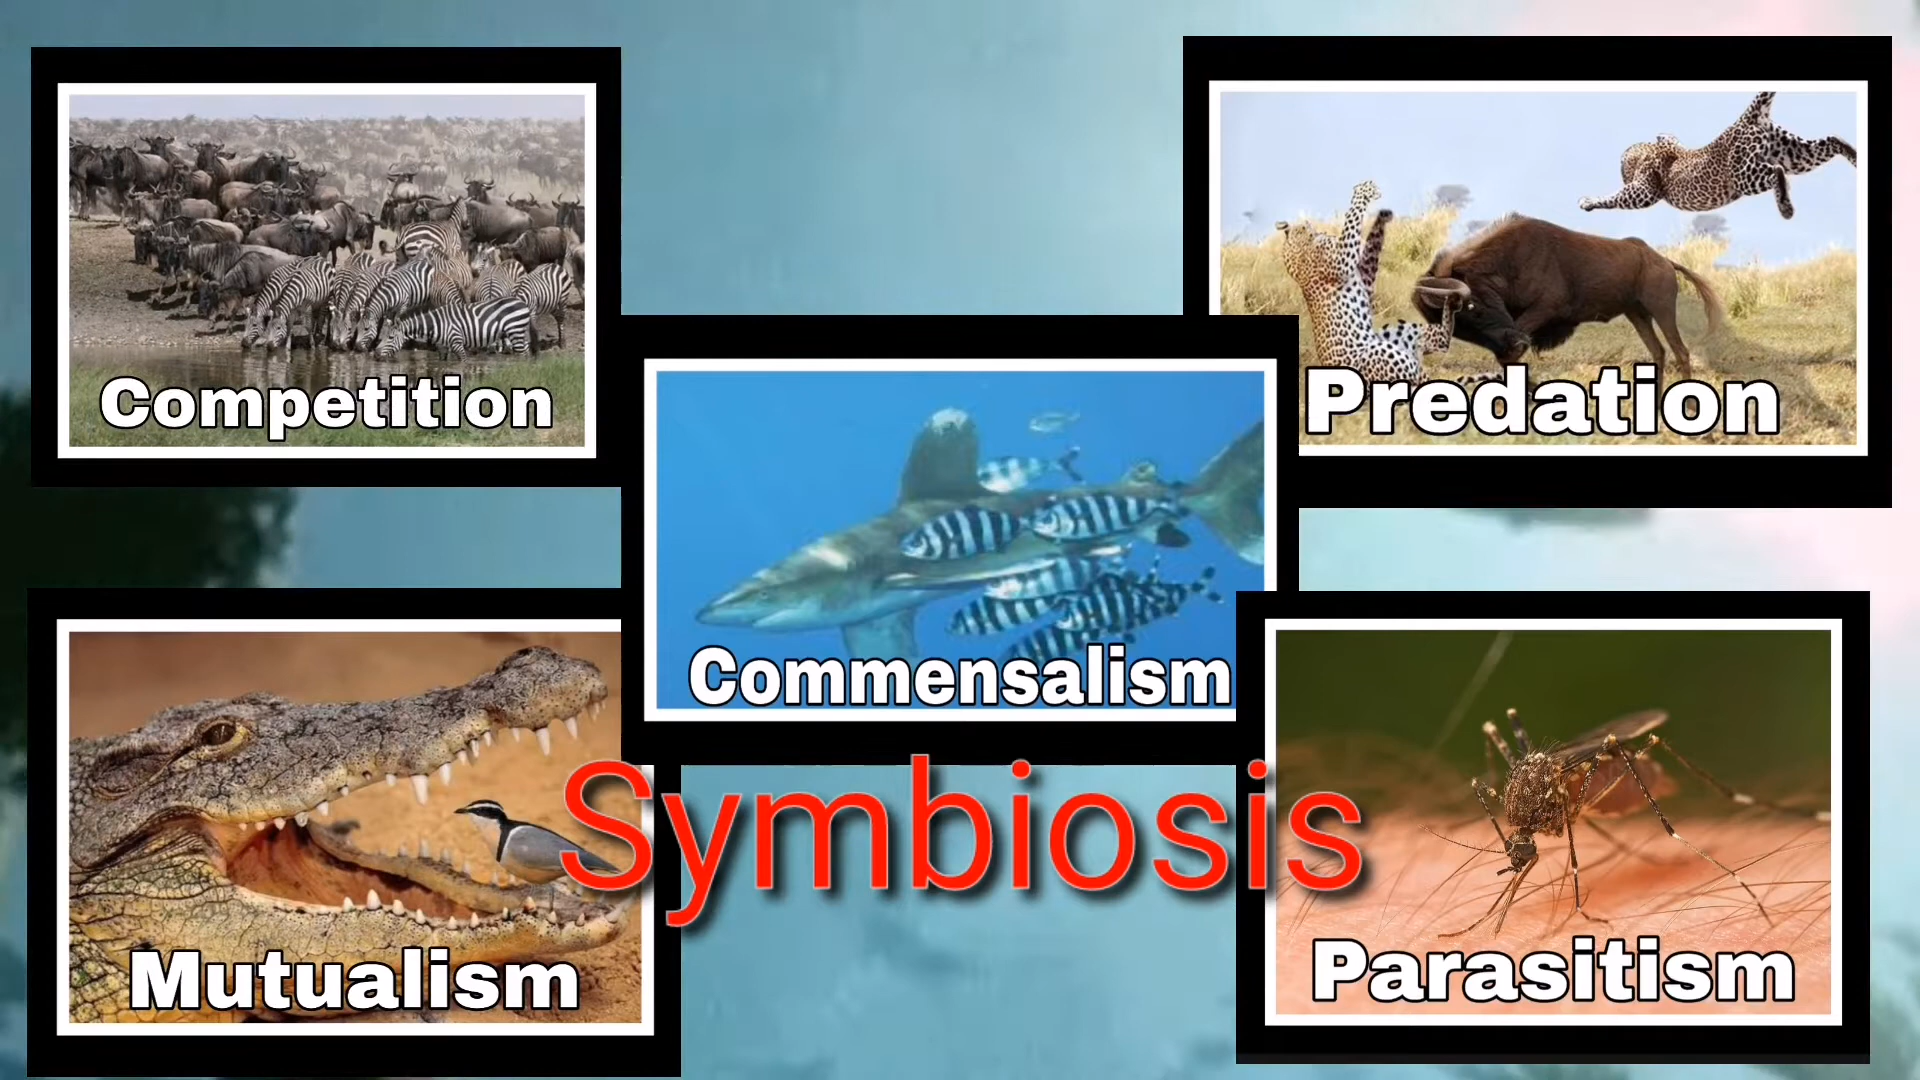 Competition
Predation
Commensalism
Symbiosis
Mutualism
Parasitism